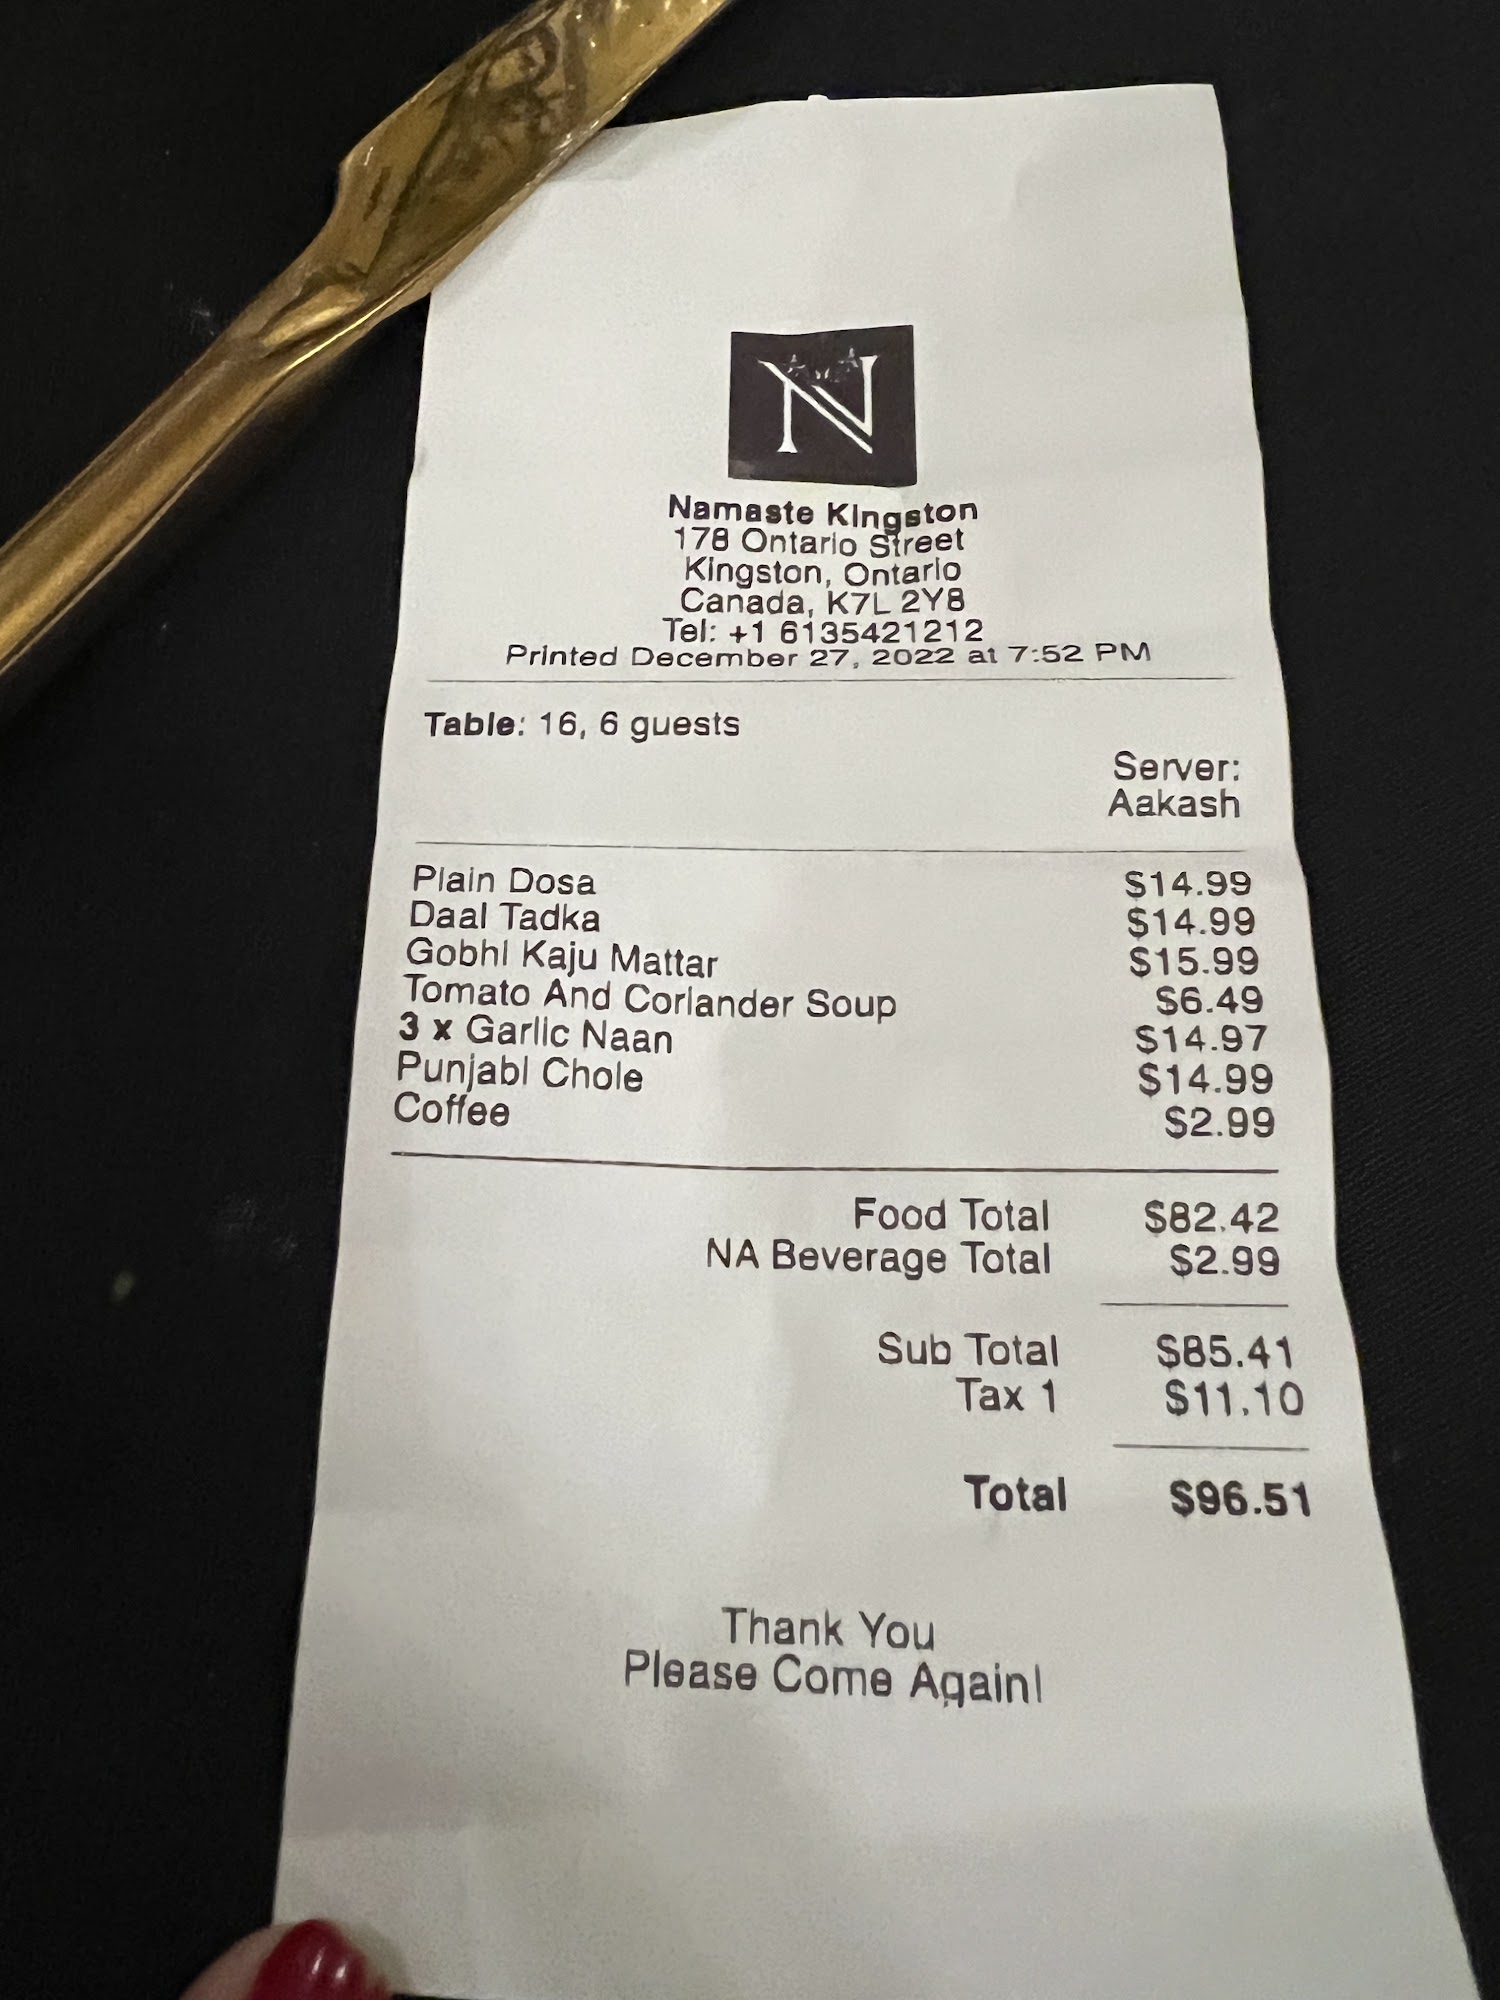 N
Namaste Kingston
178 Ontario Street
Kingston, Ontario
Canada, K7L 2Y8
Tel: +1 6135421212
Printed December 27, 2022 at 7:52 PM
Table: 16, 6 guests
Server:
Aakash
Plain Dosa $14.99
Daal Tadka $14.99
Gobhi Kaju Mattar $15.99
Tomato And Coriander Soup $6.49
3 x Garlic Naan $14.97
Punjabi Chole $14.99
Coffee $2.99
Food Total $82.42
NA Beverage Total $2.99
Sub Total $85.41
Tax 1 $11.10
Total $96.51
Thank You
Please Come Again!